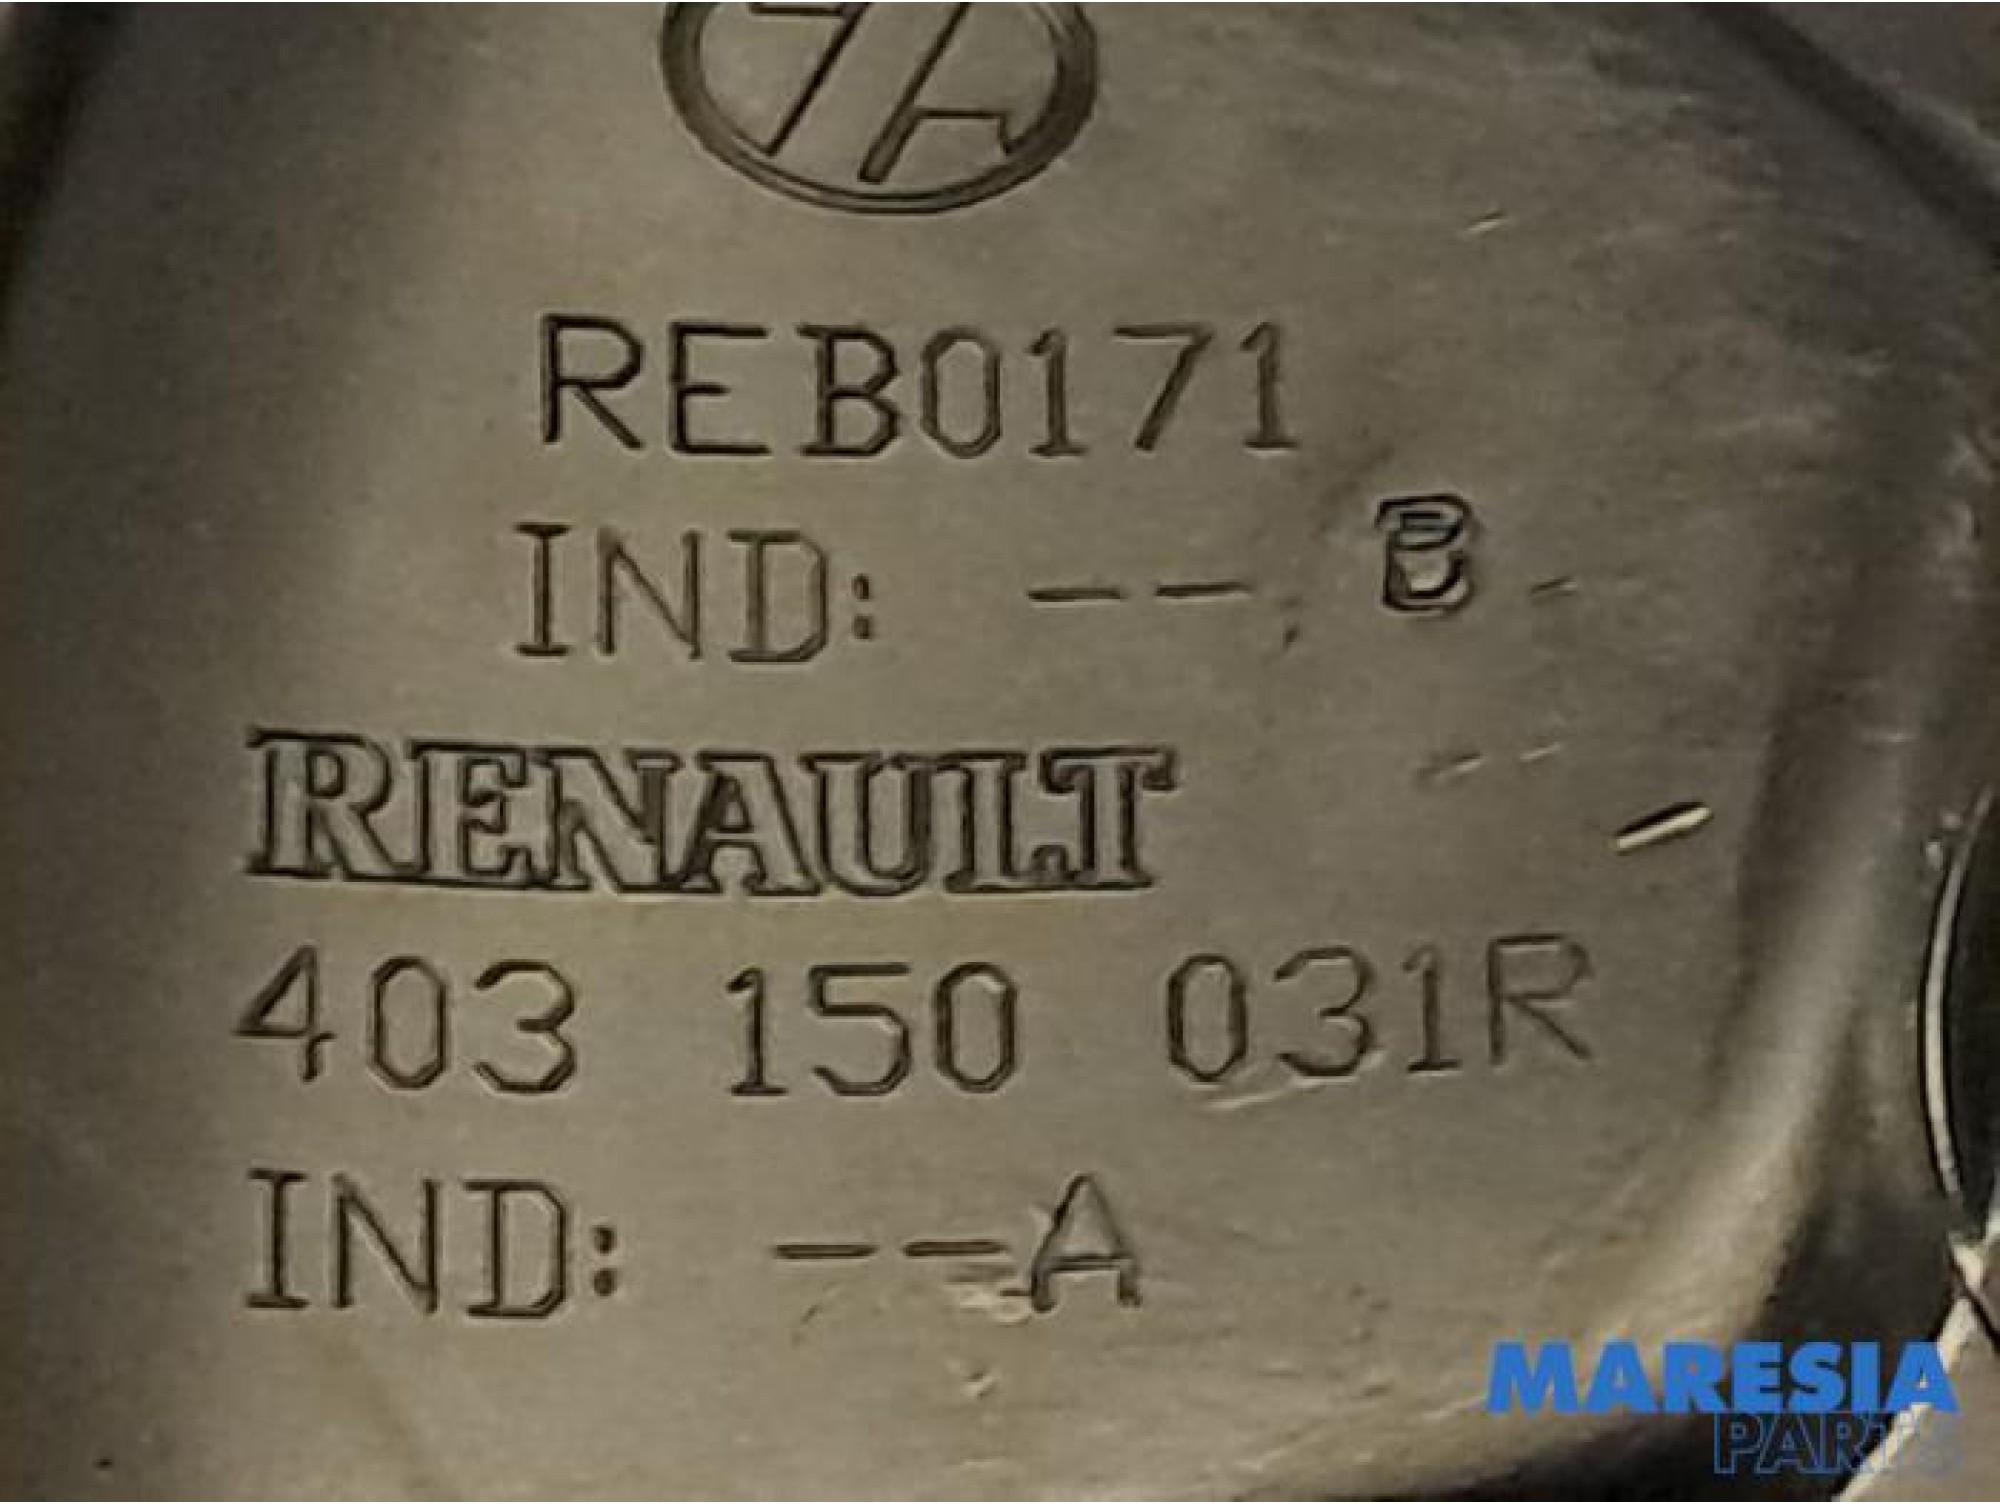 REB0171
IND: -- B
RENAULT
403 150 031R
IND: --A
MARESIA
PARTS